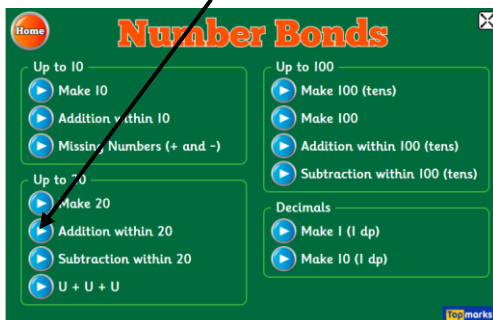 Home
Number Bonds
Up to 10
Make 10
Addition within 10
Missing Numbers (+ and -)
Up to 20
Make 20
Addition within 20
Subtraction within 20
U + U + U
Up to 100
Make 100 (tens)
Make 100
Addition within 100 (tens)
Subtraction within 100 (tens)
Decimals
Make 1 (1 dp)
Make 10 (1 dp)
Topmarks